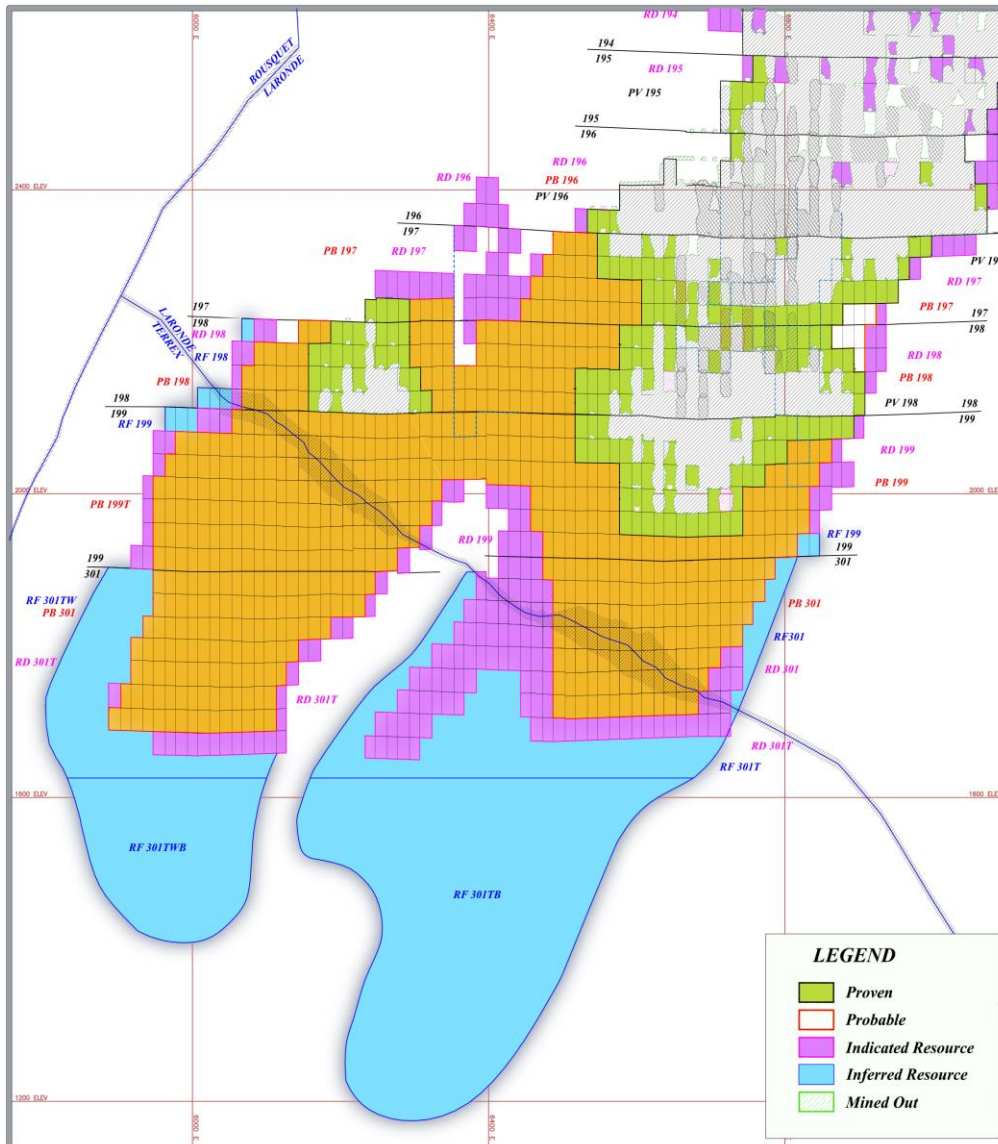 RD 194
6000 E
6400 E
194
195
BOUSQUET
LARONDE
RD 195
PV 195
195
196
RD 196
RD 196
PB 196
2400 ELEV
PV 196
196
197
PB 197
RD 197
RD 197
PB 197
197
198
197
198
LARONDE
TERREX
RD 198
RF 198
RD 198
PB 198
PB 198
PV 198
198
199
198
199
RF 199
RD 199
PB 199
2000 ELEV
PB 199T
RD 199
RF 199
199
301
199
301
RF 301TW
PB 301
PB 301
RF301
RD 301T
RD 301
RD 301T
RD 301T
RF 301T
RF 301TWB
RF 301TB
LEGEND
Proven
Probable
Indicated Resource
Inferred Resource
Mined Out
1200 ELEV
6000 E
6400 E